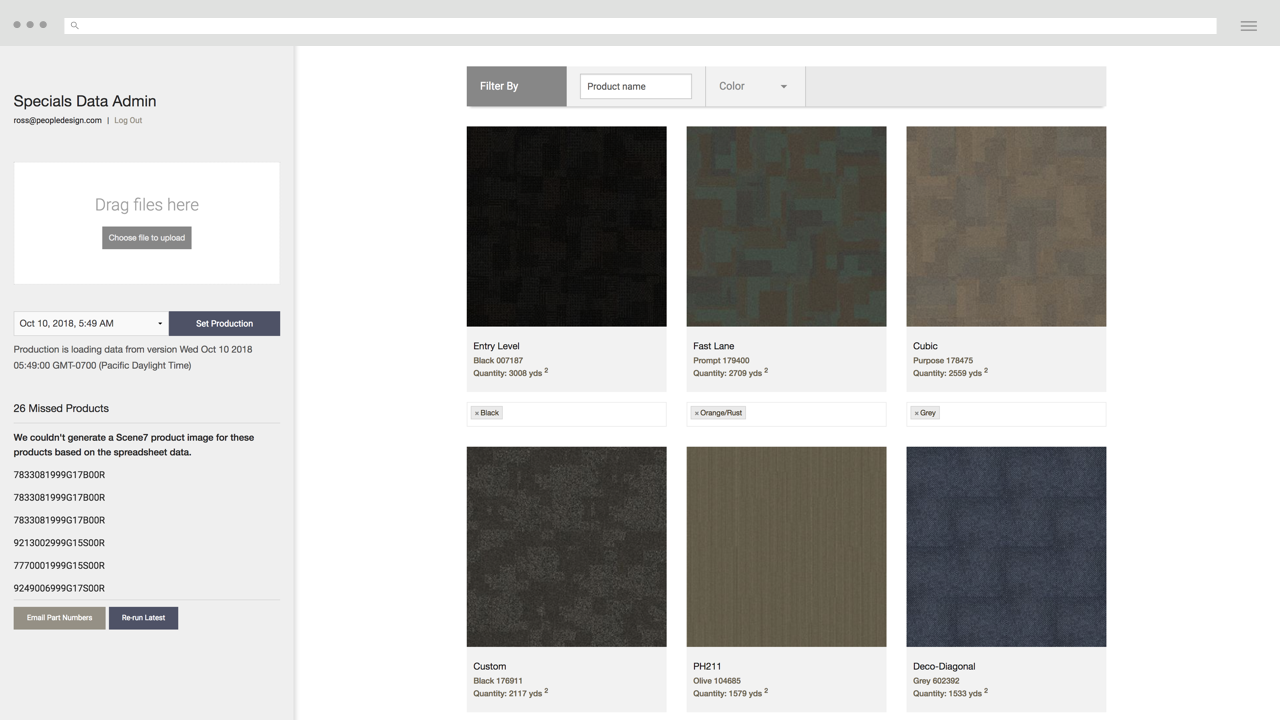 Specials Data Admin
ross@peopledesign.com | Log Out
Drag files here
Choose file to upload
Oct 10, 2018, 5:49 AM
Set Production
Production is loading data from version Wed Oct 10 2018
05:49:00 GMT-0700 (Pacific Daylight Time)
26 Missed Products
We couldn't generate a Scene7 product image for these
products based on the spreadsheet data.
7833081999G17B00R
7833081999G17B00R
7833081999G17B00R
9213002999G15S00R
7770001999G15S00R
9249006999G17S00R
Email Part Numbers
Re-run Latest
Filter By
Product name
Color
Entry Level
Black 007187
Quantity: 3008 yds 2
×Black
Fast Lane
Prompt 179400
Quantity: 2709 yds 2
×Orange/Rust
Cubic
Purpose 178475
Quantity: 2559 yds 2
×Grey
Custom
Black 176911
Quantity: 2117 yds 2
PH211
Olive 104685
Quantity: 1579 yds 2
Deco-Diagonal
Grey 602392
Quantity: 1533 yds 2